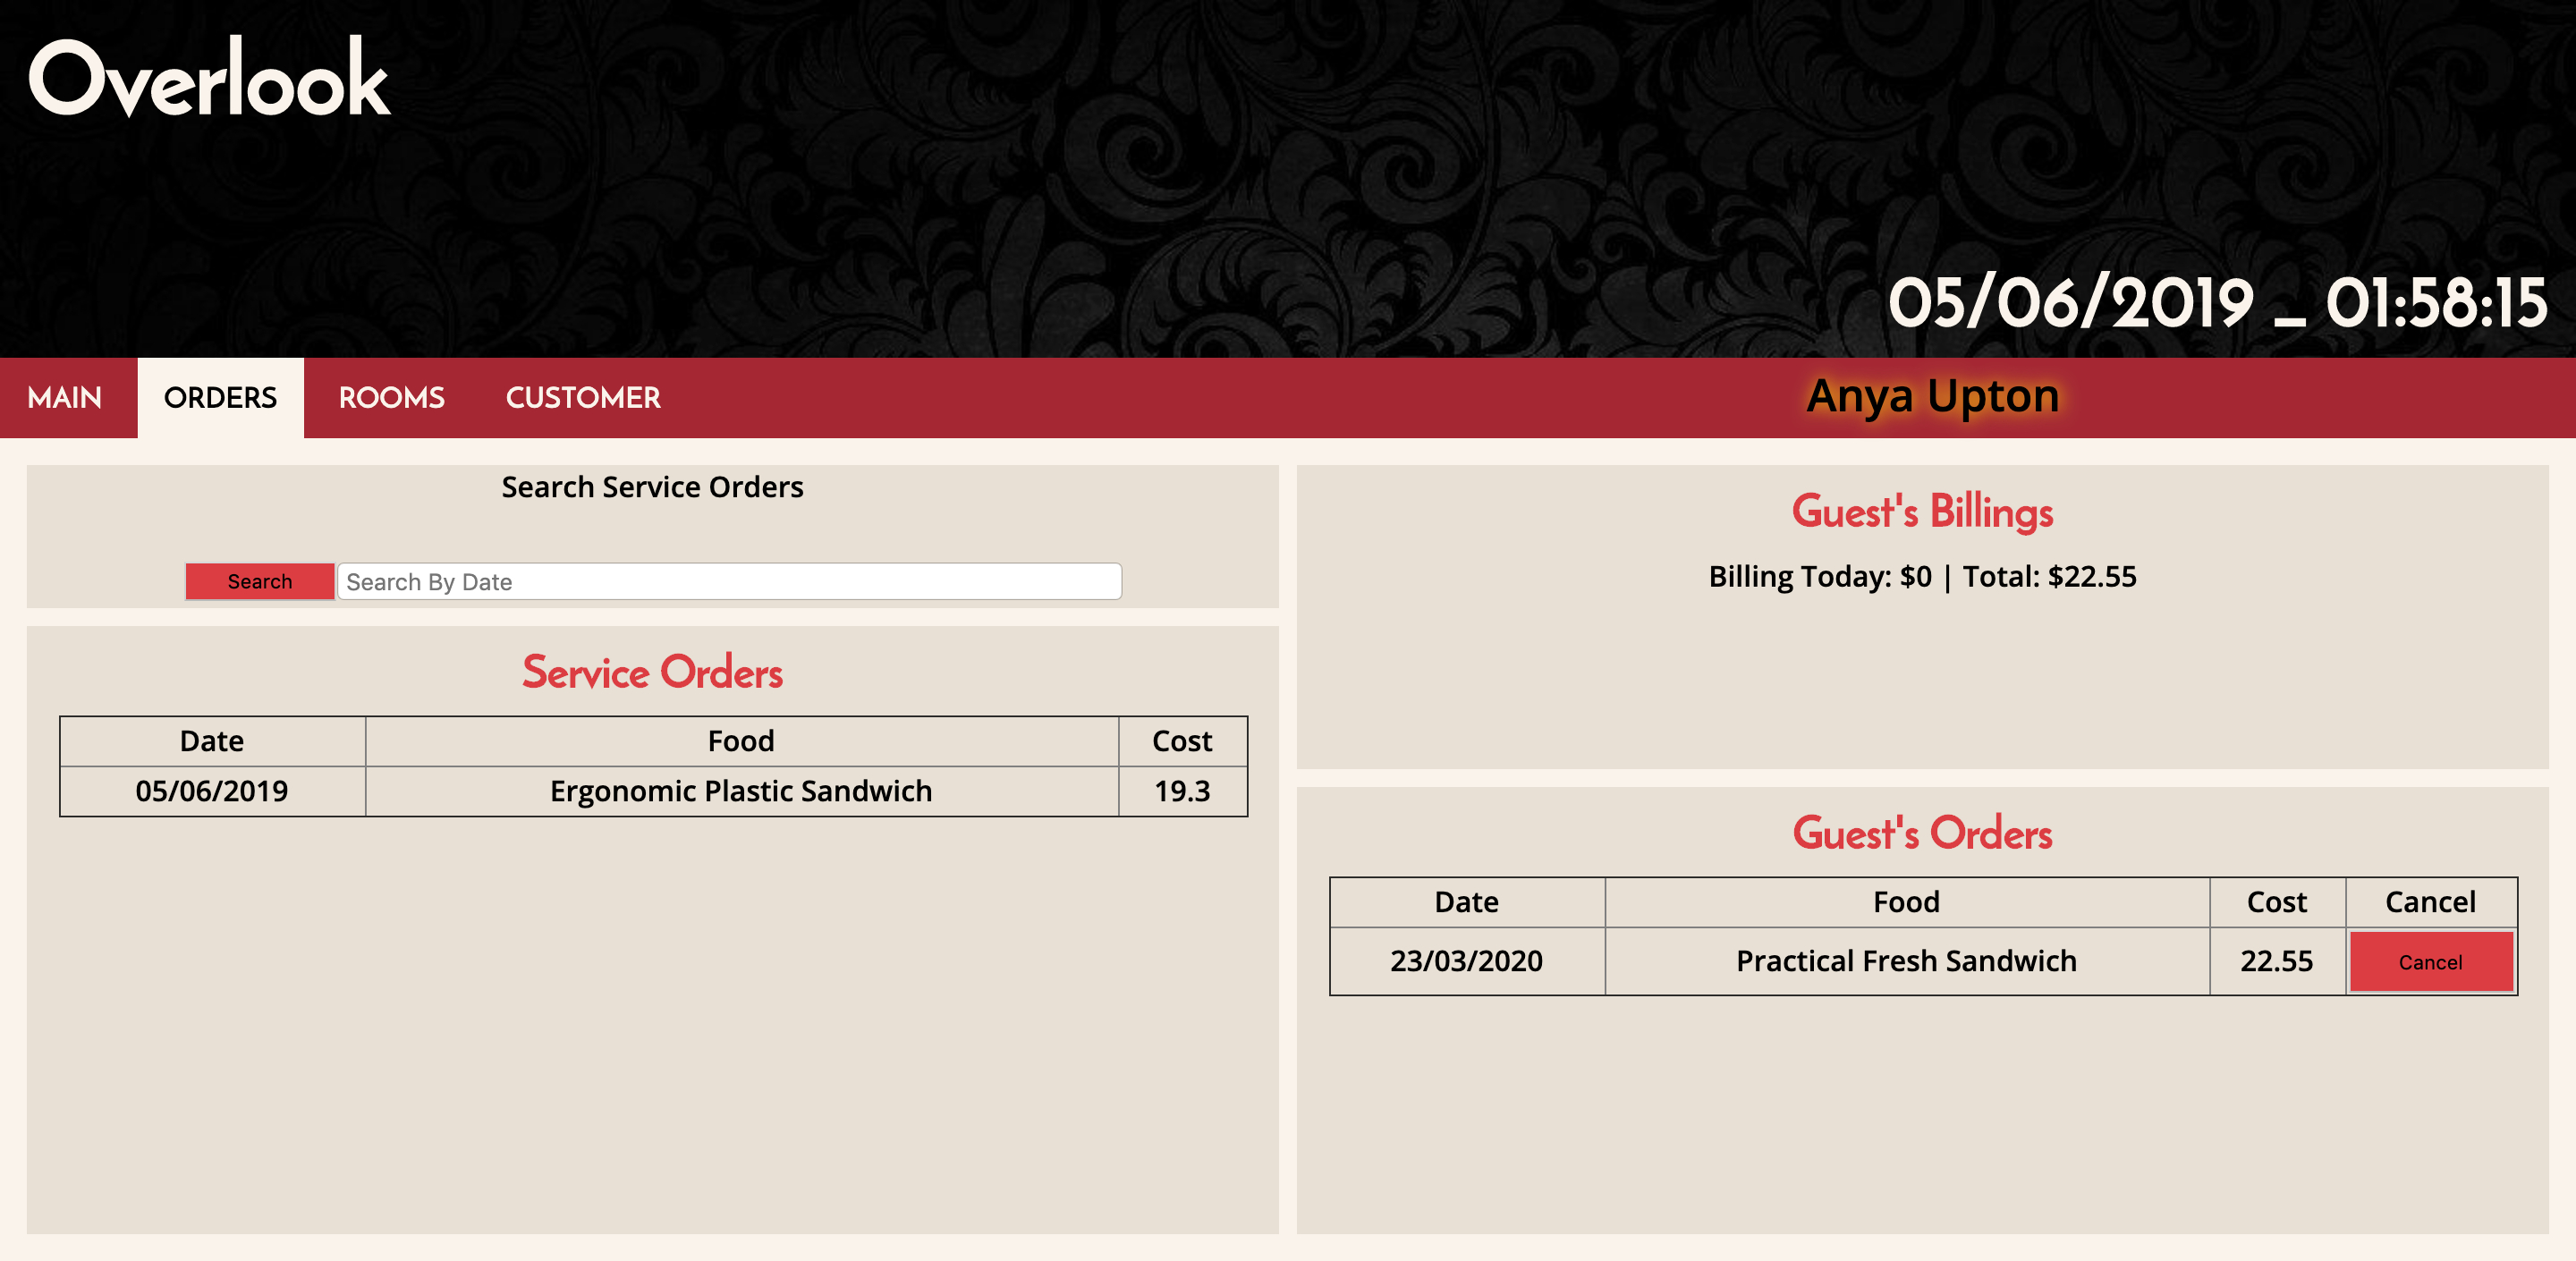 Overlook
05/06/2019 _ 01:58:15
MAIN ORDERS ROOMS CUSTOMER Anya Upton
Search Service Orders
Search Search By Date
Service Orders
Date Food Cost
05/06/2019 Ergonomic Plastic Sandwich 19.3
Guest's Billings
Billing Today: $0 | Total: $22.55
Guest's Orders
Date Food Cost Cancel
23/03/2020 Practical Fresh Sandwich 22.55 Cancel